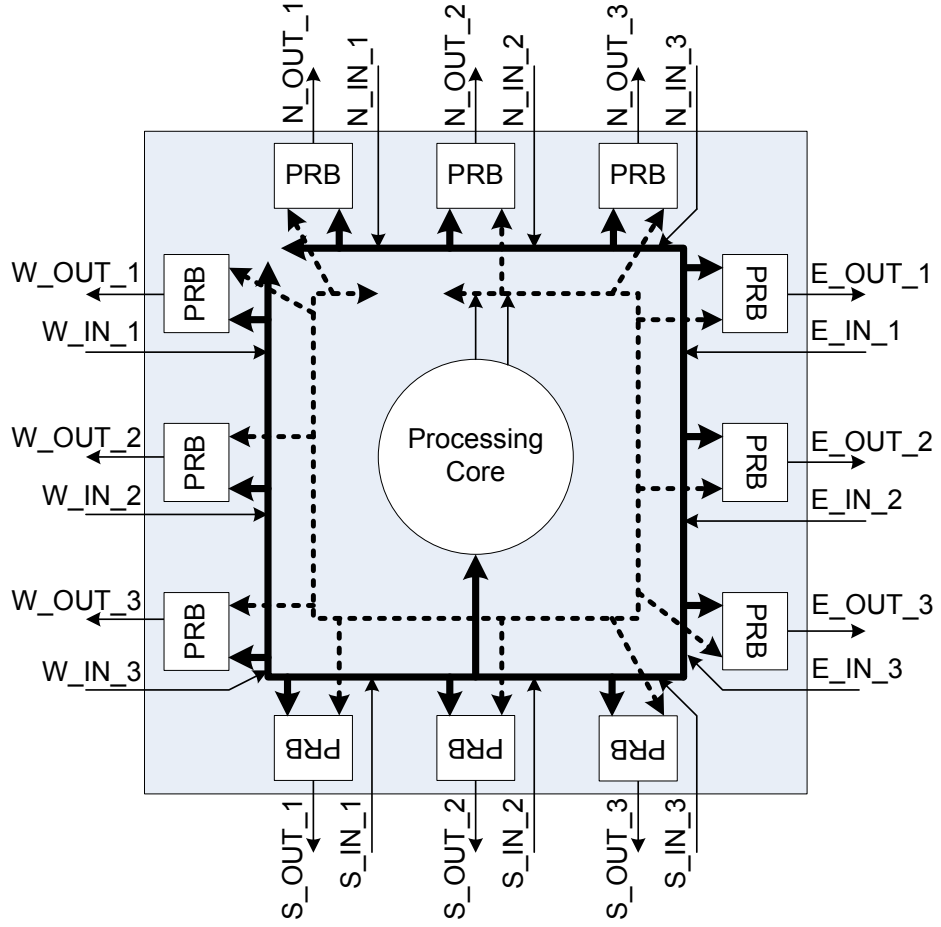 N_OUT_1
N_IN_1
N_OUT_2
N_IN_2
N_OUT_3
N_IN_3
PRB
PRB
PRB
W_OUT_1
PRB
PRB
E_OUT_1
W_IN_1
E_IN_1
Processing
Core
W_OUT_2
PRB
PRB
E_OUT_2
W_IN_2
E_IN_2
W_OUT_3
PRB
PRB
E_OUT_3
W_IN_3
E_IN_3
PRB
PRB
PRB
S_OUT_1
S_IN_1
S_OUT_2
S_IN_2
S_OUT_3
S_IN_3